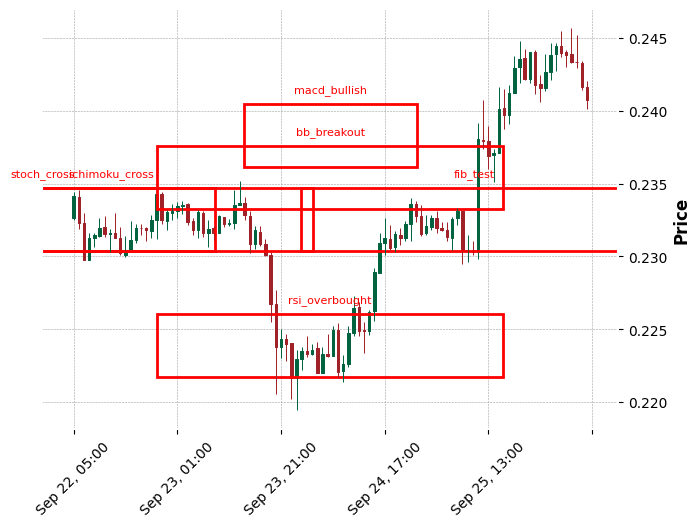 macd_bullish
bb_breakout
stoch_cross
ichimoku_cross
fib_test
rsi_overbought
0.245
0.240
0.235
0.230
0.225
0.220
Price
Sep 22, 05:00
Sep 23, 01:00
Sep 23, 21:00
Sep 24, 17:00
Sep 25, 13:00